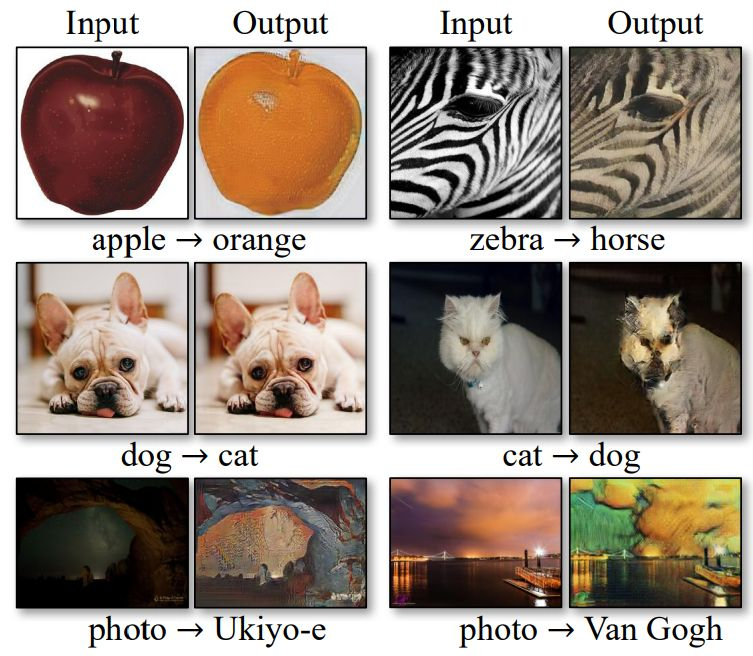 Input Output Input Output
apple → orange zebra → horse
dog → cat cat → dog
photo → Ukiyo-e photo → Van Gogh